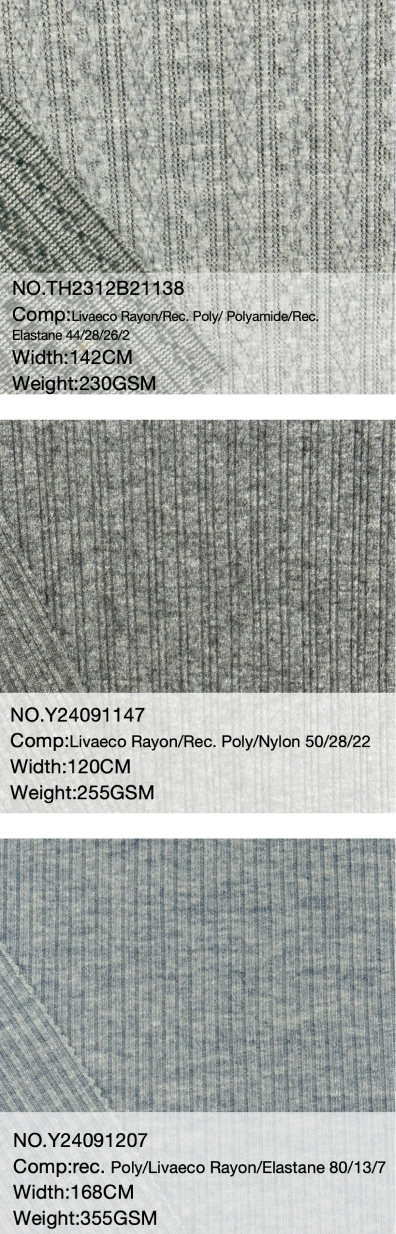 NO.TH2312B21138
Comp:Livaeco Rayon/Rec. Poly/ Polyamide/Rec.
Elastane 44/28/26/2
Width:142CM
Weight:230GSM
NO.Y24091147
Comp:Livaeco Rayon/Rec. Poly/Nylon 50/28/22
Width:120CM
Weight:255GSM
NO.Y24091207
Comp:rec. Poly/Livaeco Rayon/Elastane 80/13/7
Width:168CM
Weight:355GSM